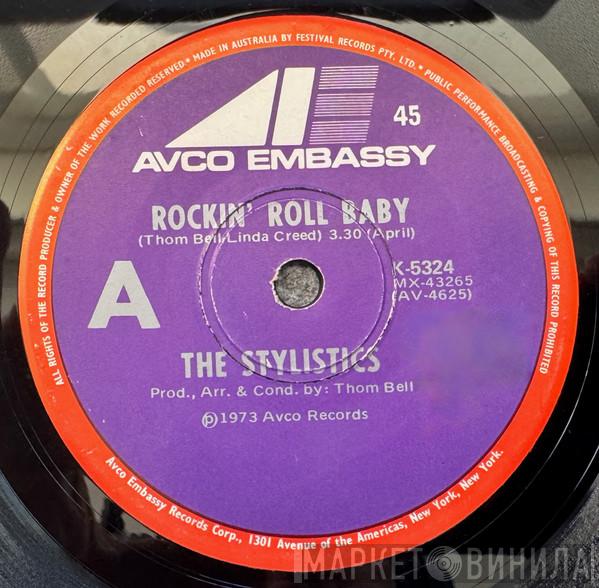 ALL RIGHTS OF THE RECORD PRODUCER & OWNER OF THE WORK RECORDED RESERVED * MADE IN AUSTRALIA BY FESTIVAL RECORDS PTY. LTD. * PUBLIC PERFORMANCE BROADCASTING & COPYING OF THIS RECORD PROHIBITED
45
AVCO EMBASSY
ROCKIN' ROLL BABY
(Thom Bell/Linda Creed) 3.30 (April)
A
K-5324
MX-43265
(AV-4625)
THE STYLISTICS
Prod., Arr. & Cond. by: Thom Bell
℗1973 Avco Records
Avco Embassy Records Corp., 1301 Avenue of the Americas, New York, New York.
МАРКЕТ ВИНИЛА